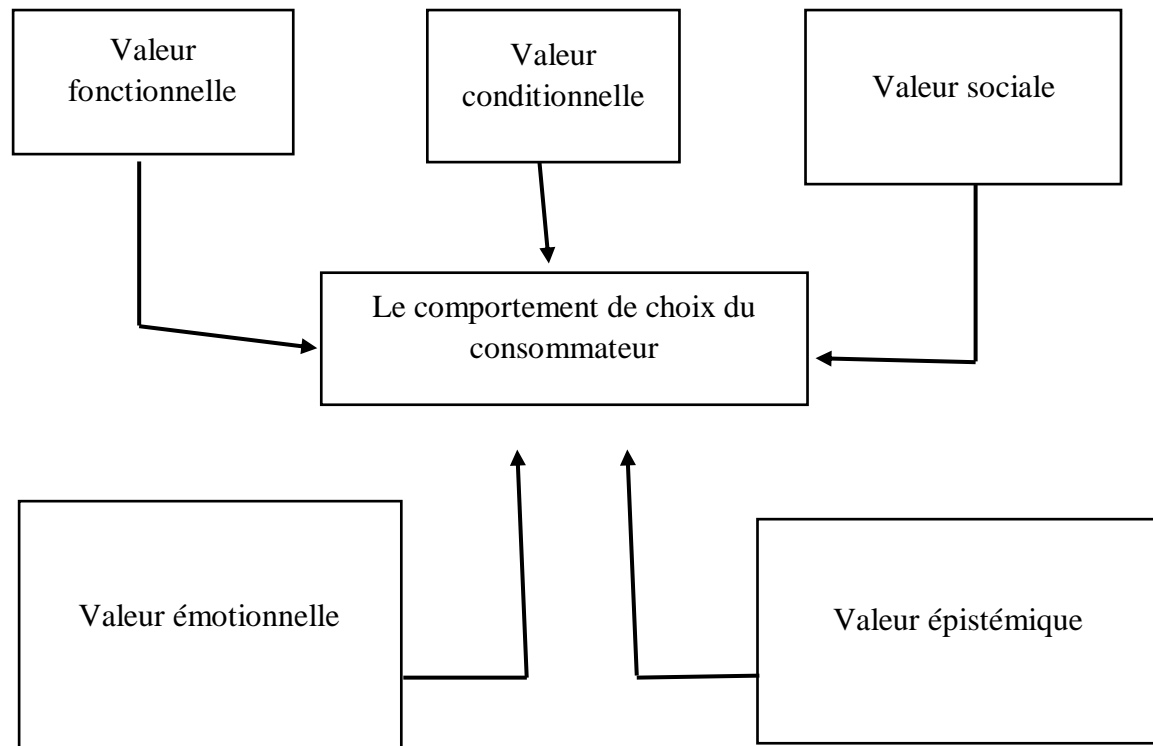 Valeur
fonctionnelle
Valeur
conditionnelle
Valeur sociale
Le comportement de choix du
consommateur
Valeur émotionnelle
Valeur épistémique